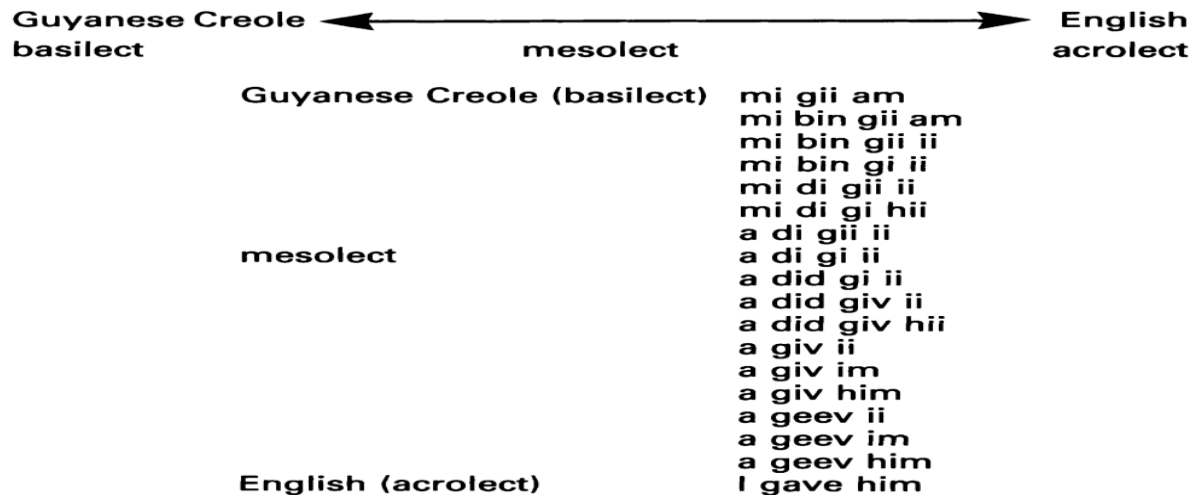 Guyanese Creole English
basilect mesolect acrolect
Guyanese Creole (basilect) mi gii am
mi bin gii am
mi bin gii ii
mi bin gi ii
mi di gii ii
mi di gi hii
a di gii ii
mesolect a di gi ii
a did gi ii
a did giv ii
a did giv hii
a giv ii
a giv im
a giv him
a geev ii
a geev im
a geev him
English (acrolect) I gave him